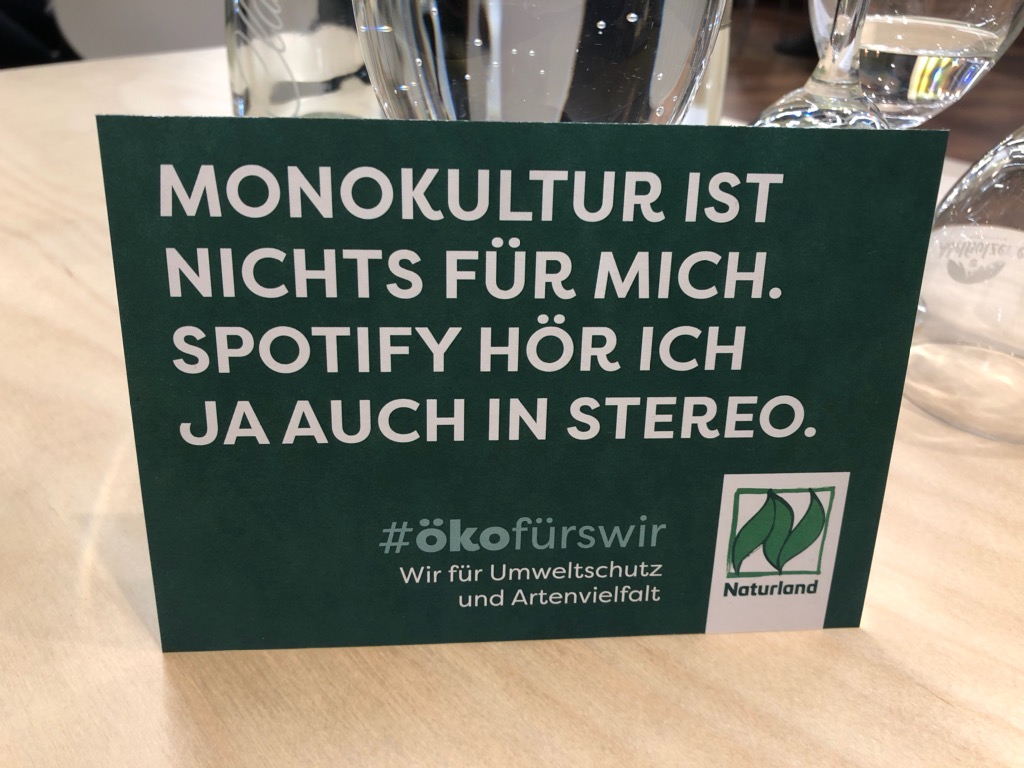 MONOKULTUR IST
NICHTS FÜR MICH.
SPOTIFY HÖR ICH
JA AUCH IN STEREO.
#ökofürswir
Wir für Umweltschutz
und Artenvielfalt
Naturland